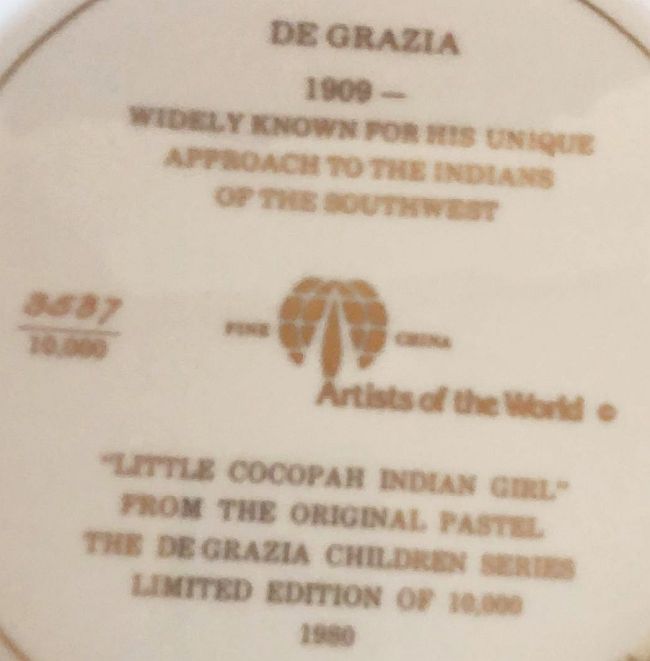 DE GRAZIA
1909 —
WIDELY KNOWN FOR HIS UNIQUE
APPROACH TO THE INDIANS
OF THE SOUTHWEST
10,000
FINE CHINA
Artists of the World ©
"LITTLE COCOPAH INDIAN GIRL"
FROM THE ORIGINAL PASTEL
THE DE GRAZIA CHILDREN SERIES
LIMITED EDITION OF 10,000
1980